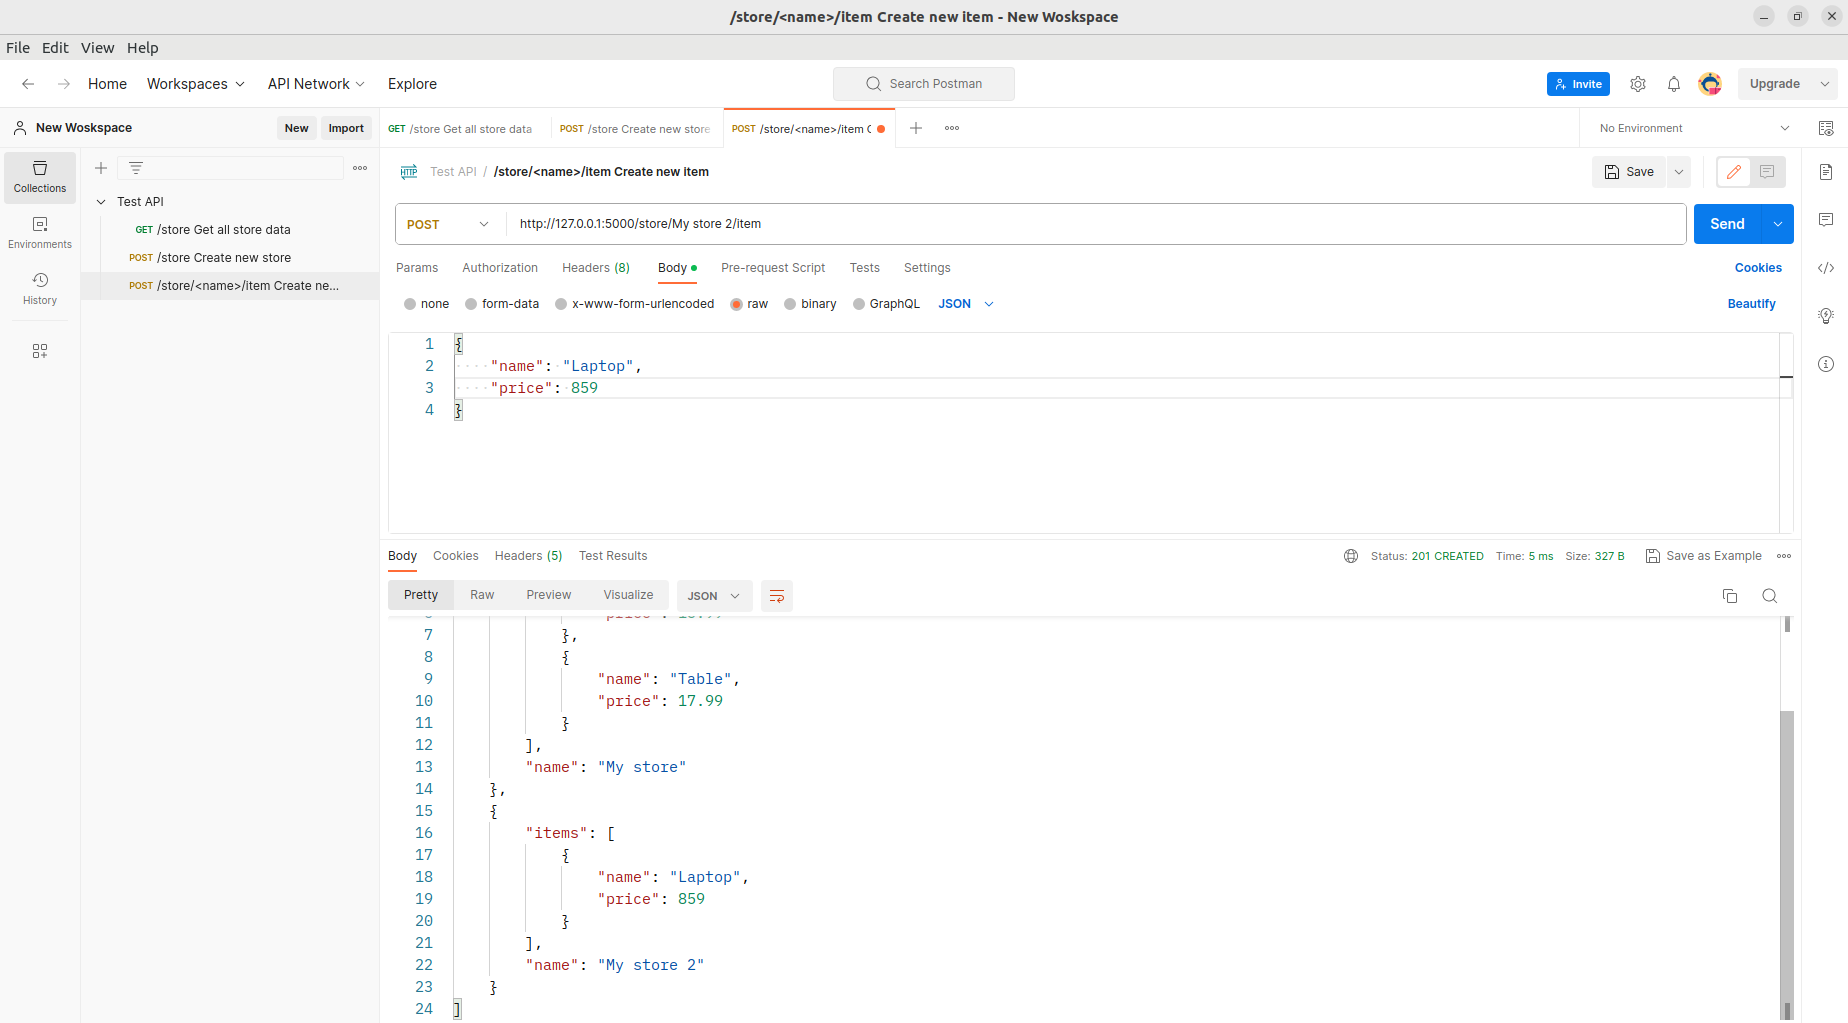 /store/<name>/item Create new item - New Woskspace
File Edit View Help
Home Workspaces API Network Explore
Search Postman
Invite
Upgrade
New Woskspace
New Import
GET /store Get all store data
POST /store Create new store
POST /store/<name>/item C
No Environment
Collections
Environments
History
Test API
GET /store Get all store data
POST /store Create new store
POST /store/<name>/item Create ne...
HTTP Test API / /store/<name>/item Create new item
Save
POST http://127.0.0.1:5000/store/My store 2/item
Send
Params Authorization Headers (8) Body Pre-request Script Tests Settings
Cookies
none form-data x-www-form-urlencoded raw binary GraphQL JSON
Beautify
1 {
2 "name": "Laptop",
3 "price": 859
4 }
Body Cookies Headers (5) Test Results
Status: 201 CREATED Time: 5 ms Size: 327 B Save as Example
Pretty Raw Preview Visualize JSON
7 },
8 {
9 "name": "Table",
10 "price": 17.99
11 }
12 ],
13 "name": "My store"
14 },
15 {
16 "items": [
17 {
18 "name": "Laptop",
19 "price": 859
20 }
21 ],
22 "name": "My store 2"
23 }
24 ]